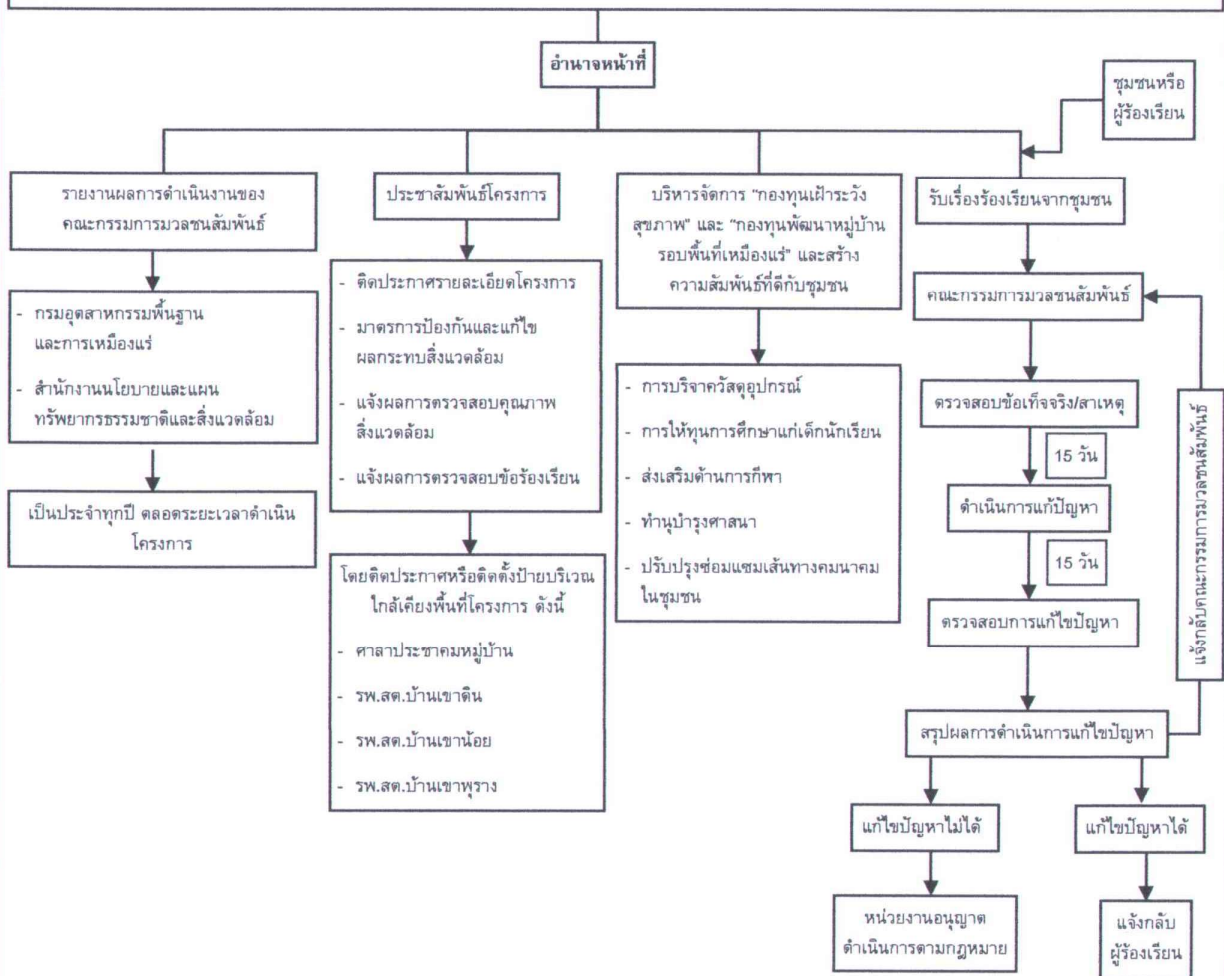 อำนาจหน้าที่
ชุมชนหรือ
ผู้ร้องเรียน
รายงานผลการดำเนินงานของ
คณะกรรมการมวลชนสัมพันธ์
- กรมอุตสาหกรรมพื้นฐาน
และการเหมืองแร่
- สำนักงานนโยบายและแผน
ทรัพยากรธรรมชาติและสิ่งแวดล้อม
เป็นประจำทุกปี ตลอดระยะเวลาดำเนิน
โครงการ
ประชาสัมพันธ์โครงการ
- ติดประกาศรายละเอียดโครงการ
- มาตรการป้องกันและแก้ไข
ผลกระทบสิ่งแวดล้อม
- แจ้งผลการตรวจสอบคุณภาพ
สิ่งแวดล้อม
- แจ้งผลการตรวจสอบข้อร้องเรียน
โดยติดประกาศหรือติดตั้งป้ายบริเวณ
ใกล้เคียงพื้นที่โครงการ ดังนี้
- ศาลาประชาคมหมู่บ้าน
- รพ.สต.บ้านเขาดิน
- รพ.สต.บ้านเขาน้อย
- รพ.สต.บ้านเขาพุราง
บริหารจัดการ "กองทุนเฝ้าระวัง
สุขภาพ" และ "กองทุนพัฒนาหมู่บ้าน
รอบพื้นที่เหมืองแร่" และสร้าง
ความสัมพันธ์ที่ดีกับชุมชน
- การบริจาควัสดุอุปกรณ์
- การให้ทุนการศึกษาแก่เด็กนักเรียน
- ส่งเสริมด้านการกีฬา
- ทำนุบำรุงศาสนา
- ปรับปรุงซ่อมแซมเส้นทางคมนาคม
ในชุมชน
รับเรื่องร้องเรียนจากชุมชน
คณะกรรมการมวลชนสัมพันธ์
ตรวจสอบข้อเท็จจริง/สาเหตุ
15 วัน
ดำเนินการแก้ปัญหา
15 วัน
ตรวจสอบการแก้ไขปัญหา
สรุปผลการดำเนินการแก้ไขปัญหา
แจ้งกลับคณะกรรมการมวลชนสัมพันธ์
แก้ไขปัญหาไม่ได้
แก้ไขปัญหาได้
หน่วยงานอนุญาต
ดำเนินการตามกฎหมาย
แจ้งกลับ
ผู้ร้องเรียน